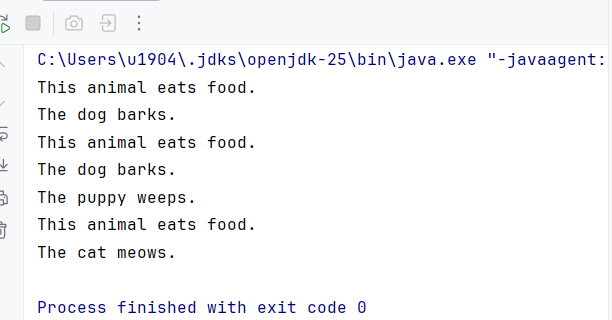 C:\Users\u1904\.jdks\openjdk-25\bin\java.exe "-javaagent:
This animal eats food.
The dog barks.
This animal eats food.
The dog barks.
The puppy weeps.
This animal eats food.
The cat meows.
Process finished with exit code 0